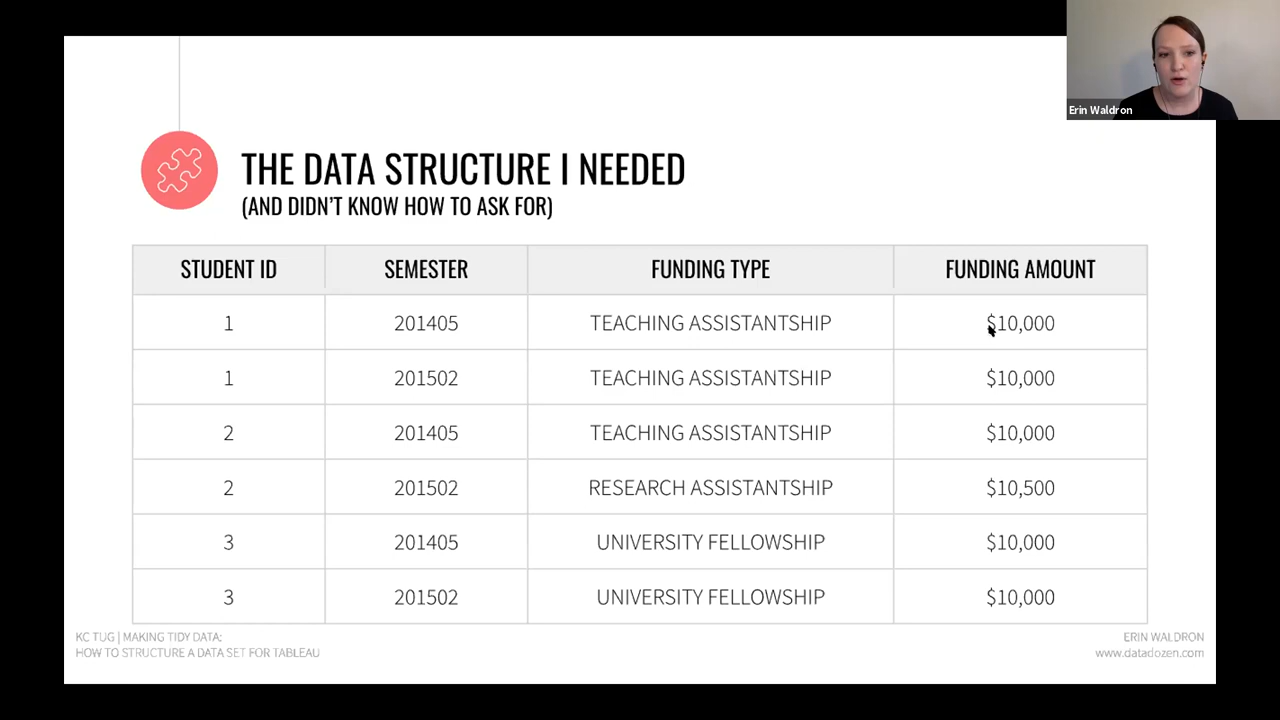 Erin Waldron
THE DATA STRUCTURE I NEEDED
(AND DIDN'T KNOW HOW TO ASK FOR)
STUDENT ID SEMESTER FUNDING TYPE FUNDING AMOUNT
1 201405 TEACHING ASSISTANTSHIP $10,000
1 201502 TEACHING ASSISTANTSHIP $10,000
2 201405 TEACHING ASSISTANTSHIP $10,000
2 201502 RESEARCH ASSISTANTSHIP $10,500
3 201405 UNIVERSITY FELLOWSHIP $10,000
3 201502 UNIVERSITY FELLOWSHIP $10,000
KC TUG | MAKING TIDY DATA:
HOW TO STRUCTURE A DATA SET FOR TABLEAU
ERIN WALDRON
www.datadozen.com